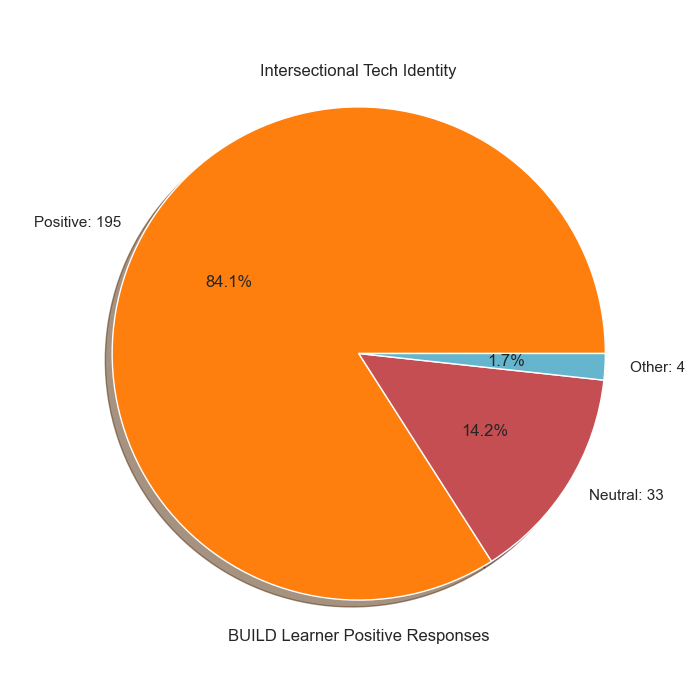 Intersectional Tech Identity
Positive: 195
84.1%
1.7%
Other: 4
14.2%
Neutral: 33
BUILD Learner Positive Responses